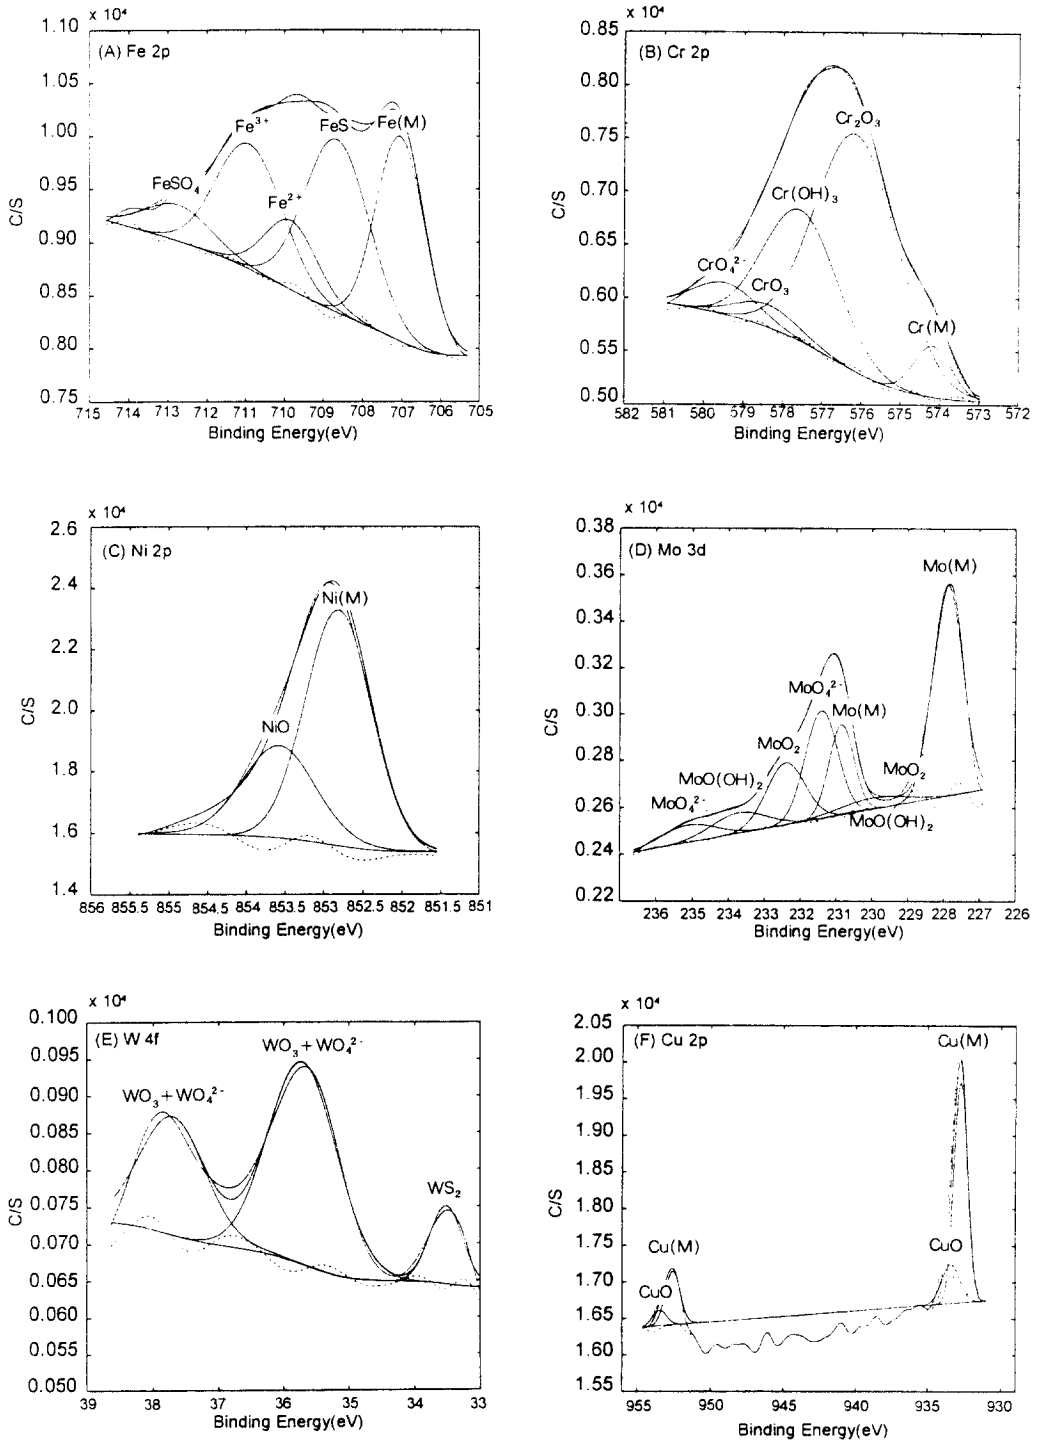 x 10⁴
1.10
(A) Fe 2p
1.05
1.00
0.95
0.90
0.85
0.80
0.75
C/S
Fe³⁺
FeS
Fe(M)
FeSO₄
Fe²⁺
715 714 713 712 711 710 709 708 707 706 705
Binding Energy(eV)
x 10⁴
0.85
(B) Cr 2p
0.80
0.75
0.70
0.65
0.60
0.55
0.50
C/S
Cr₂O₃
Cr(OH)₃
CrO₄²⁻
CrO₃
Cr(M)
582 581 580 579 578 577 576 575 574 573 572
Binding Energy(eV)
x 10⁴
2.6
(C) Ni 2p
2.4
2.2
2.0
1.8
1.6
1.4
C/S
Ni(M)
NiO
856 855.5 855 854.5 854 853.5 853 852.5 852 851.5 851
Binding Energy(eV)
x 10⁴
0.38
(D) Mo 3d
0.36
0.34
0.32
0.30
0.28
0.26
0.24
0.22
C/S
Mo(M)
MoO₄²⁻
Mo(M)
MoO₂
MoO₂
MoO(OH)₂
MoO₄²⁻
MoO(OH)₂
236 235 234 233 232 231 230 229 228 227 226
Binding Energy(eV)
x 10⁴
0.100
(E) W 4f
0.095
0.090
0.085
0.080
0.075
0.070
0.065
0.060
0.055
0.050
C/S
WO₃+WO₄²⁻
WO₃+WO₄²⁻
WS₂
39 38 37 36 35 34 33
Binding Energy(eV)
x 10⁴
2.05
(F) Cu 2p
2.00
1.95
1.90
1.85
1.80
1.75
1.70
1.65
1.60
1.55
C/S
Cu(M)
Cu(M)
CuO
CuO
955 950 945 940 935 930
Binding Energy(eV)